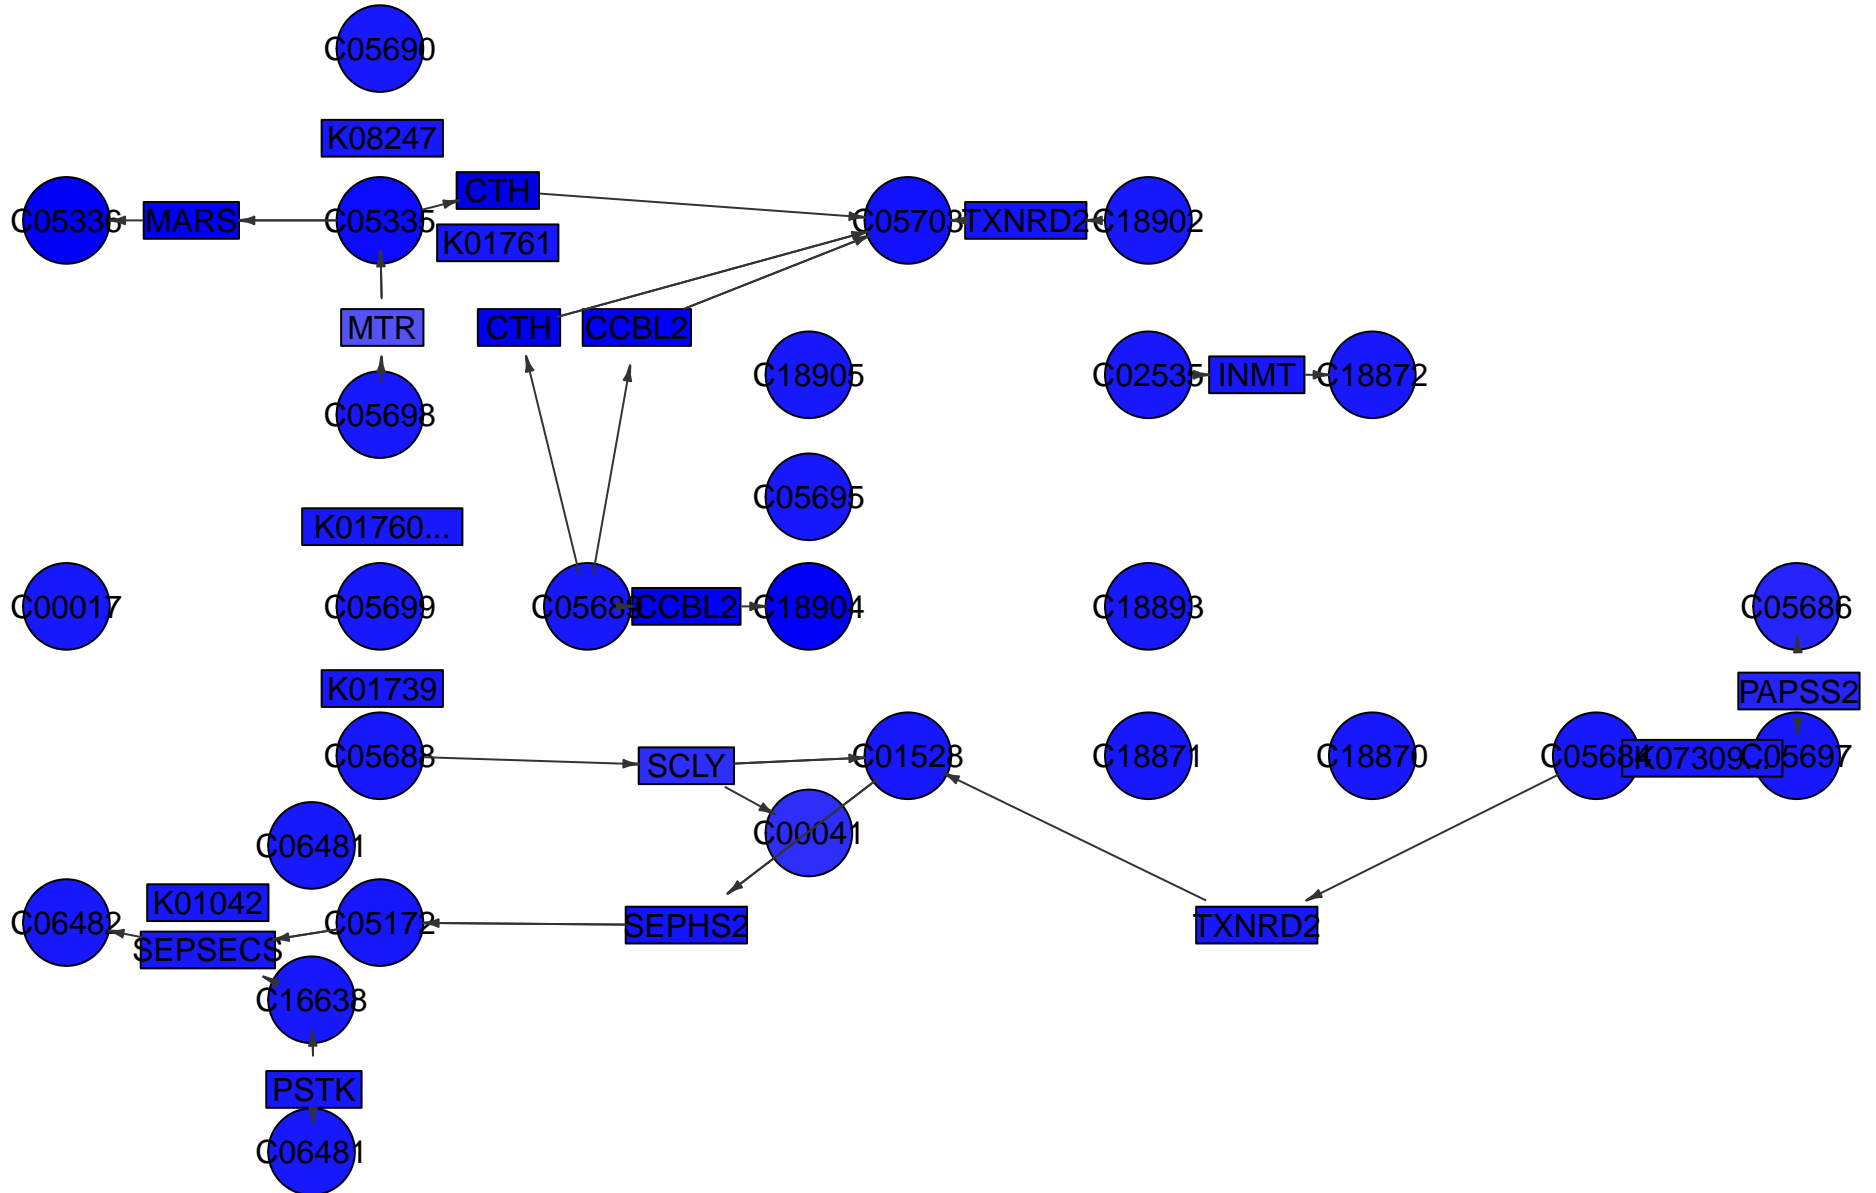 C05690
K08247
CTH
C05336
MARS
C05335
C05703
TXNRD2
C18902
K01761
MTR
CTH
CCBL2
C18905
C02535
INMT
C18872
C05698
C05695
K01760...
C00017
C05699
C05689
CCBL2
C18904
C18893
C05686
K01739
PAPSS2
C05688
SCLY
C01528
C18871
C18870
C05684
K07309...
C05697
C00041
C06481
K01042
C06482
SEPSECS
C05172
SEPHS2
TXNRD2
C16638
PSTK
C06481